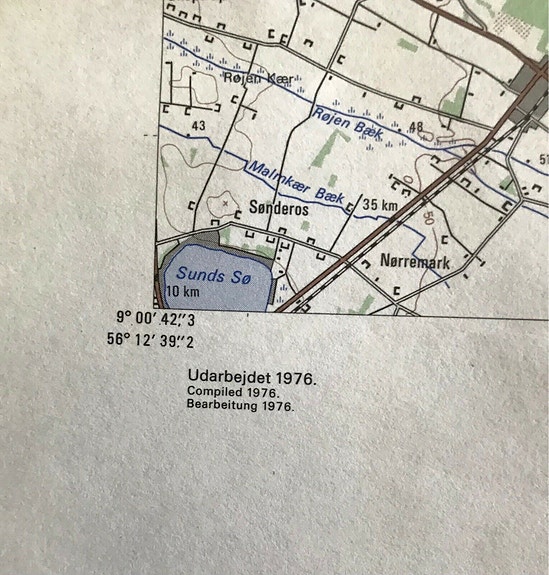 Røjen Kær
Røjen Bæk
48
43
51
Malmkær Bæk
Sønderos
35 km
50
Nørremark
Sunds Sø
10 km
9° 00′ 42″,3
56° 12′ 39″,2
Udarbejdet 1976.
Compiled 1976.
Bearbeitung 1976.